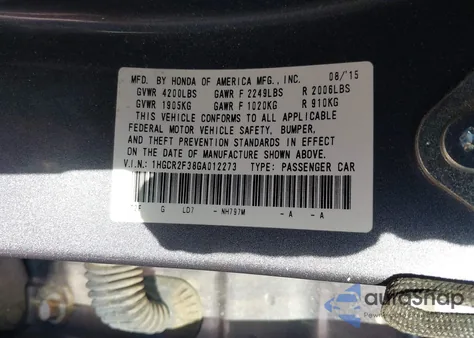 MFD. BY HONDA OF AMERICA MFG., INC. 08/'15
GVWR 4200LBS GAWR F 2249LBS R 2006LBS
GVWR 1905KG GAWR F 1020KG R 910KG
THIS VEHICLE CONFORMS TO ALL APPLICABLE
FEDERAL MOTOR VEHICLE SAFETY, BUMPER,
AND THEFT PREVENTION STANDARDS IN EFFECT
ON THE DATE OF MANUFACTURE SHOWN ABOVE.
V.I.N.: 1HGCR2F38GA012273 TYPE: PASSENGER CAR
G LD7 - NH797M - A - A